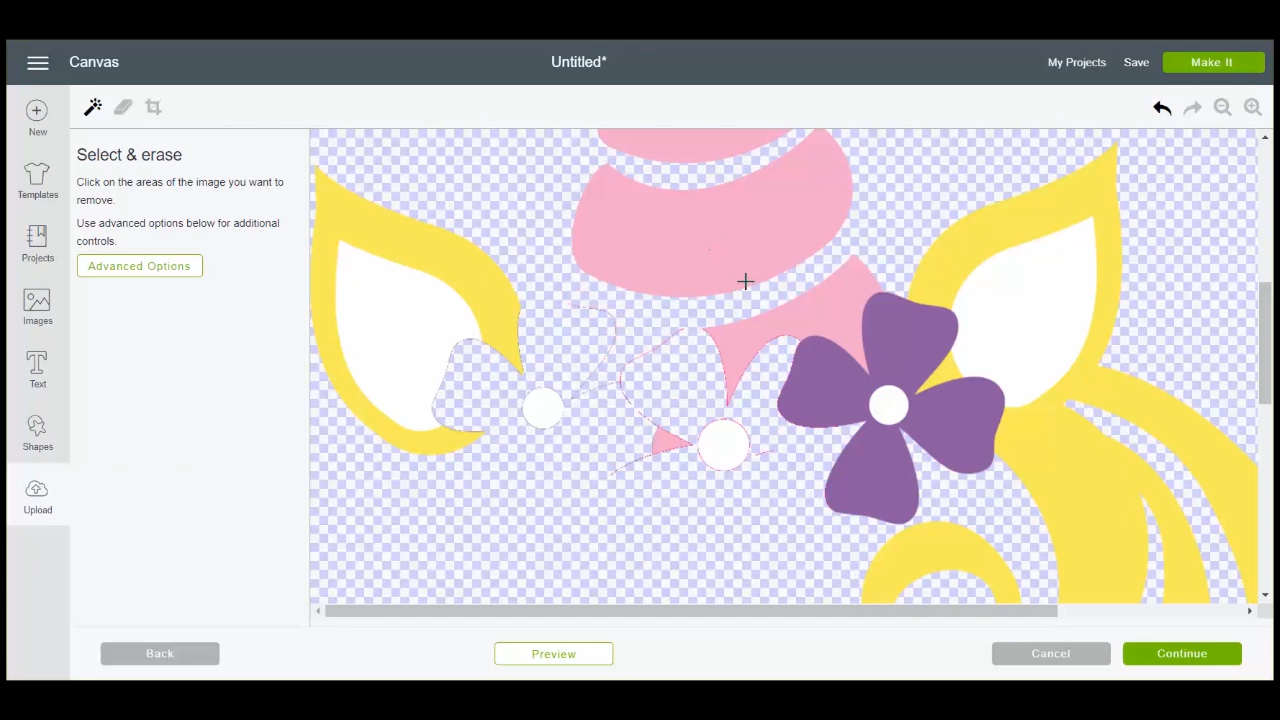 Canvas
Untitled*
My Projects
Save
Make It
New
Templates
Projects
Images
Text
Shapes
Upload
Select & erase
Click on the areas of the image you want to
remove.
Use advanced options below for additional
controls.
Advanced Options
Back
Preview
Cancel
Continue